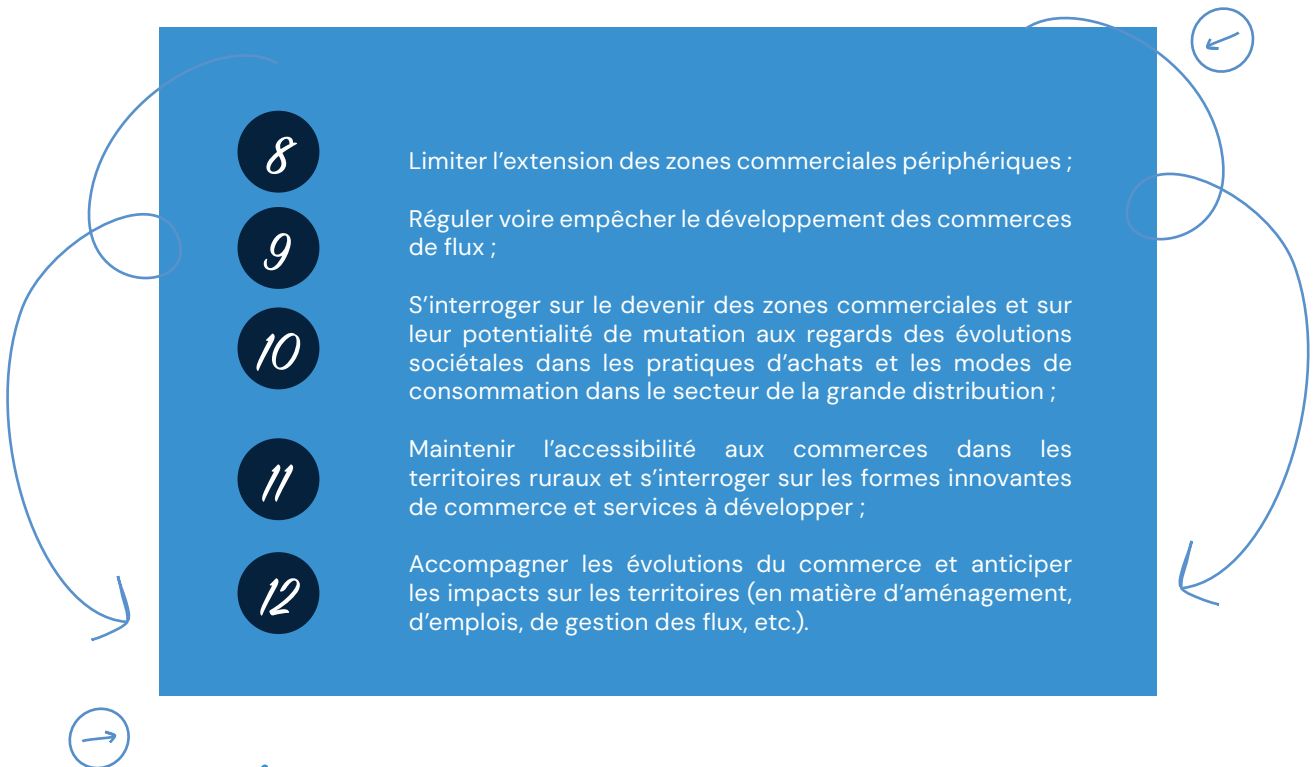 8
Limiter l'extension des zones commerciales périphériques ;
9
Réguler voire empêcher le développement des commerces
de flux ;
10
S'interroger sur le devenir des zones commerciales et sur
leur potentialité de mutation aux regards des évolutions
sociétales dans les pratiques d'achats et les modes de
consommation dans le secteur de la grande distribution ;
11
Maintenir l'accessibilité aux commerces dans les
territoires ruraux et s'interroger sur les formes innovantes
de commerce et services à développer ;
12
Accompagner les évolutions du commerce et anticiper
les impacts sur les territoires (en matière d'aménagement,
d'emplois, de gestion des flux, etc.).